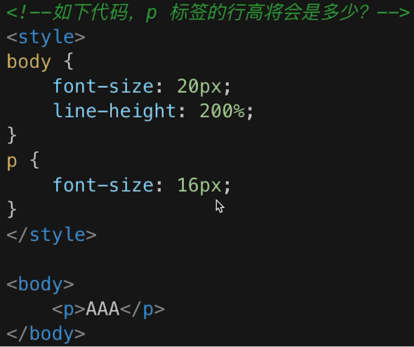 <!--如下代码, p 标签的行高将会是多少? -->
<style>
body {
    font-size: 20px;
    line-height: 200%;
}
p {
    font-size: 16px;
}
</style>

<body>
    <p>AAA</p>
</body>